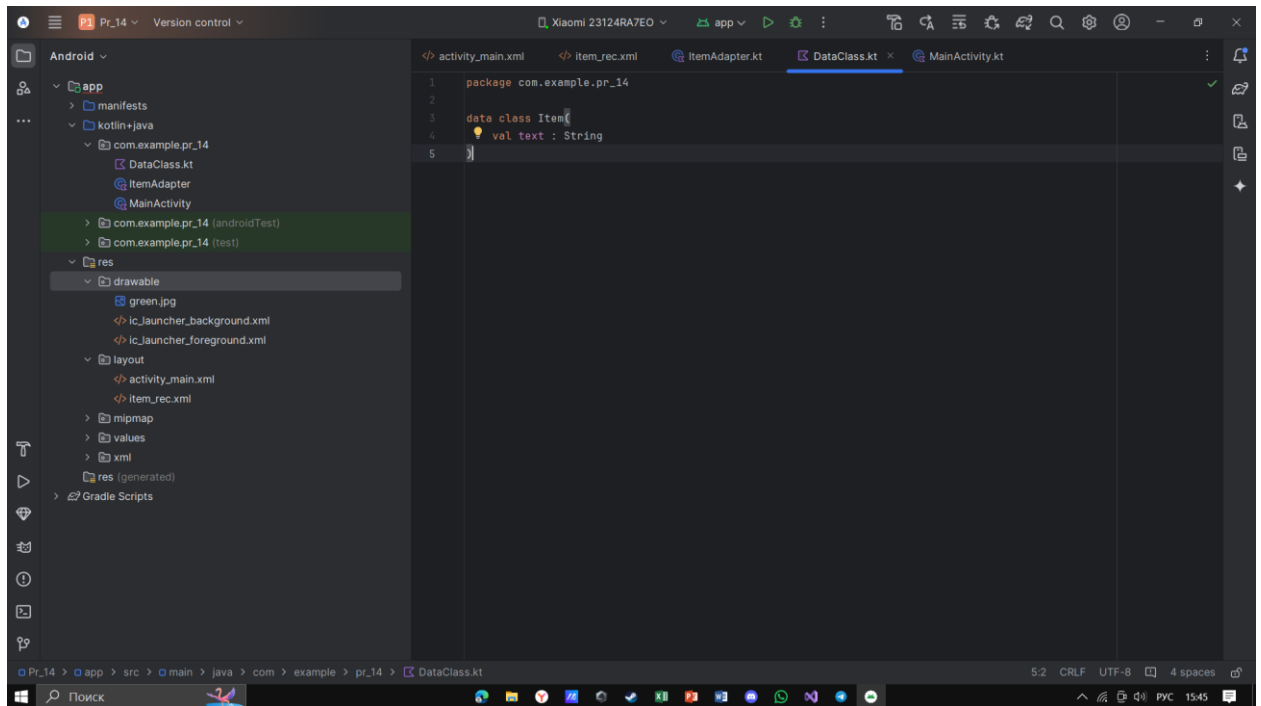 P1 Pr_14 Version control Xiaomi 23124RA7EO app
Android
app
manifests
kotlin+java
com.example.pr_14
DataClass.kt
ItemAdapter
MainActivity
com.example.pr_14 (androidTest)
com.example.pr_14 (test)
res
drawable
green.jpg
ic_launcher_background.xml
ic_launcher_foreground.xml
layout
activity_main.xml
item_rec.xml
mipmap
values
xml
res (generated)
Gradle Scripts
activity_main.xml item_rec.xml ItemAdapter.kt DataClass.kt MainActivity.kt
1 package com.example.pr_14
2
3 data class Item(
4 val text : String
5 )
Pr_14 > app > src > main > java > com > example > pr_14 > DataClass.kt 5:2 CRLF UTF-8 4 spaces
Поиск РУС 15:45